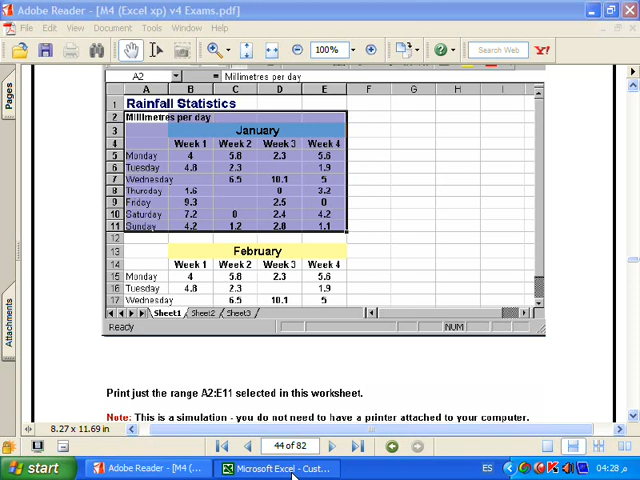 Adobe Reader - [M4 (Excel xp) v4 Exams.pdf]
File Edit View Document Tools Window Help
100% Search Web Y!
Pages
Attachments
A2 = Millimetres per day
A B C D E F G H I
1 Rainfall Statistics
2 Millimetres per day
3 January
4 Week 1 Week 2 Week 3 Week 4
5 Monday 4 5.8 2.3 5.6
6 Tuesday 4.8 2.3 1.9
7 Wednesday 6.5 10.1 5
8 Thursday 1.6 0 3.2
9 Friday 9.3 2.5 0
10 Saturday 7.2 0 2.4 4.2
11 Sunday 4.2 1.2 2.8 1.1
12
13 February
14 Week 1 Week 2 Week 3 Week 4
15 Monday 4 5.8 2.3 5.6
16 Tuesday 4.8 2.3 1.9
17 Wednesday 6.5 10.1 5
Sheet1 Sheet2 Sheet3
Ready NUM
Print just the range A2:E11 selected in this worksheet.
Note: This is a simulation - you do not need to have a printer attached to your computer.
8.27 x 11.69 in
44 of 82
start Adobe Reader - [M4 (... Microsoft Excel - Cust... ES 04:28 م